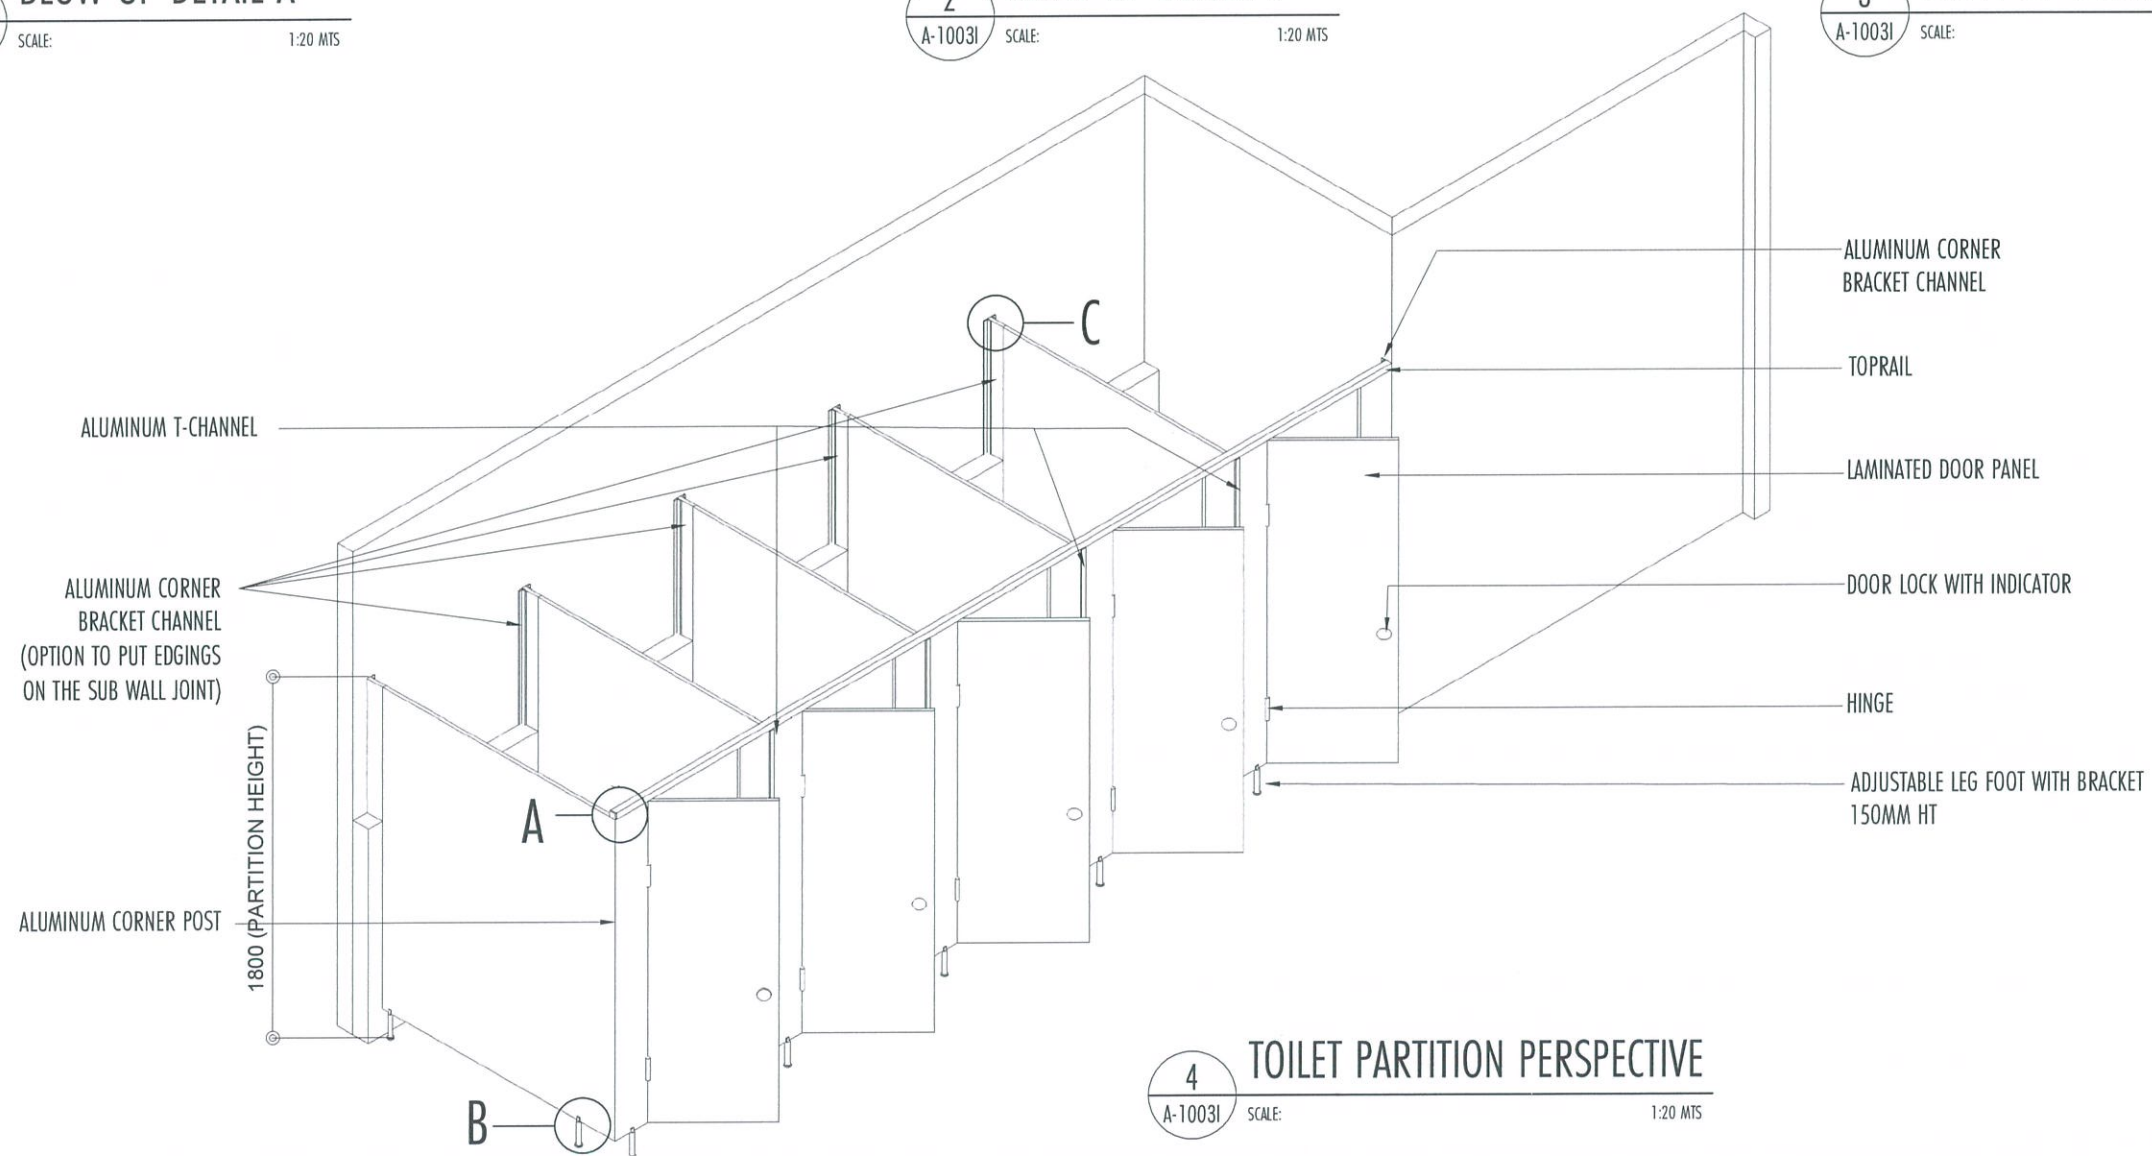 SCALE:
1:20 MTS
2
A-1003I
SCALE:
1:20 MTS
A-1003I
SCALE:
C
ALUMINUM CORNER
BRACKET CHANNEL
TOPRAIL
ALUMINUM T-CHANNEL
LAMINATED DOOR PANEL
ALUMINUM CORNER
BRACKET CHANNEL
(OPTION TO PUT EDGINGS
ON THE SUB WALL JOINT)
DOOR LOCK WITH INDICATOR
HINGE
1800 (PARTITION HEIGHT)
ADJUSTABLE LEG FOOT WITH BRACKET
150MM HT
A
ALUMINUM CORNER POST
B
4
A-1003I
TOILET PARTITION PERSPECTIVE
SCALE:
1:20 MTS